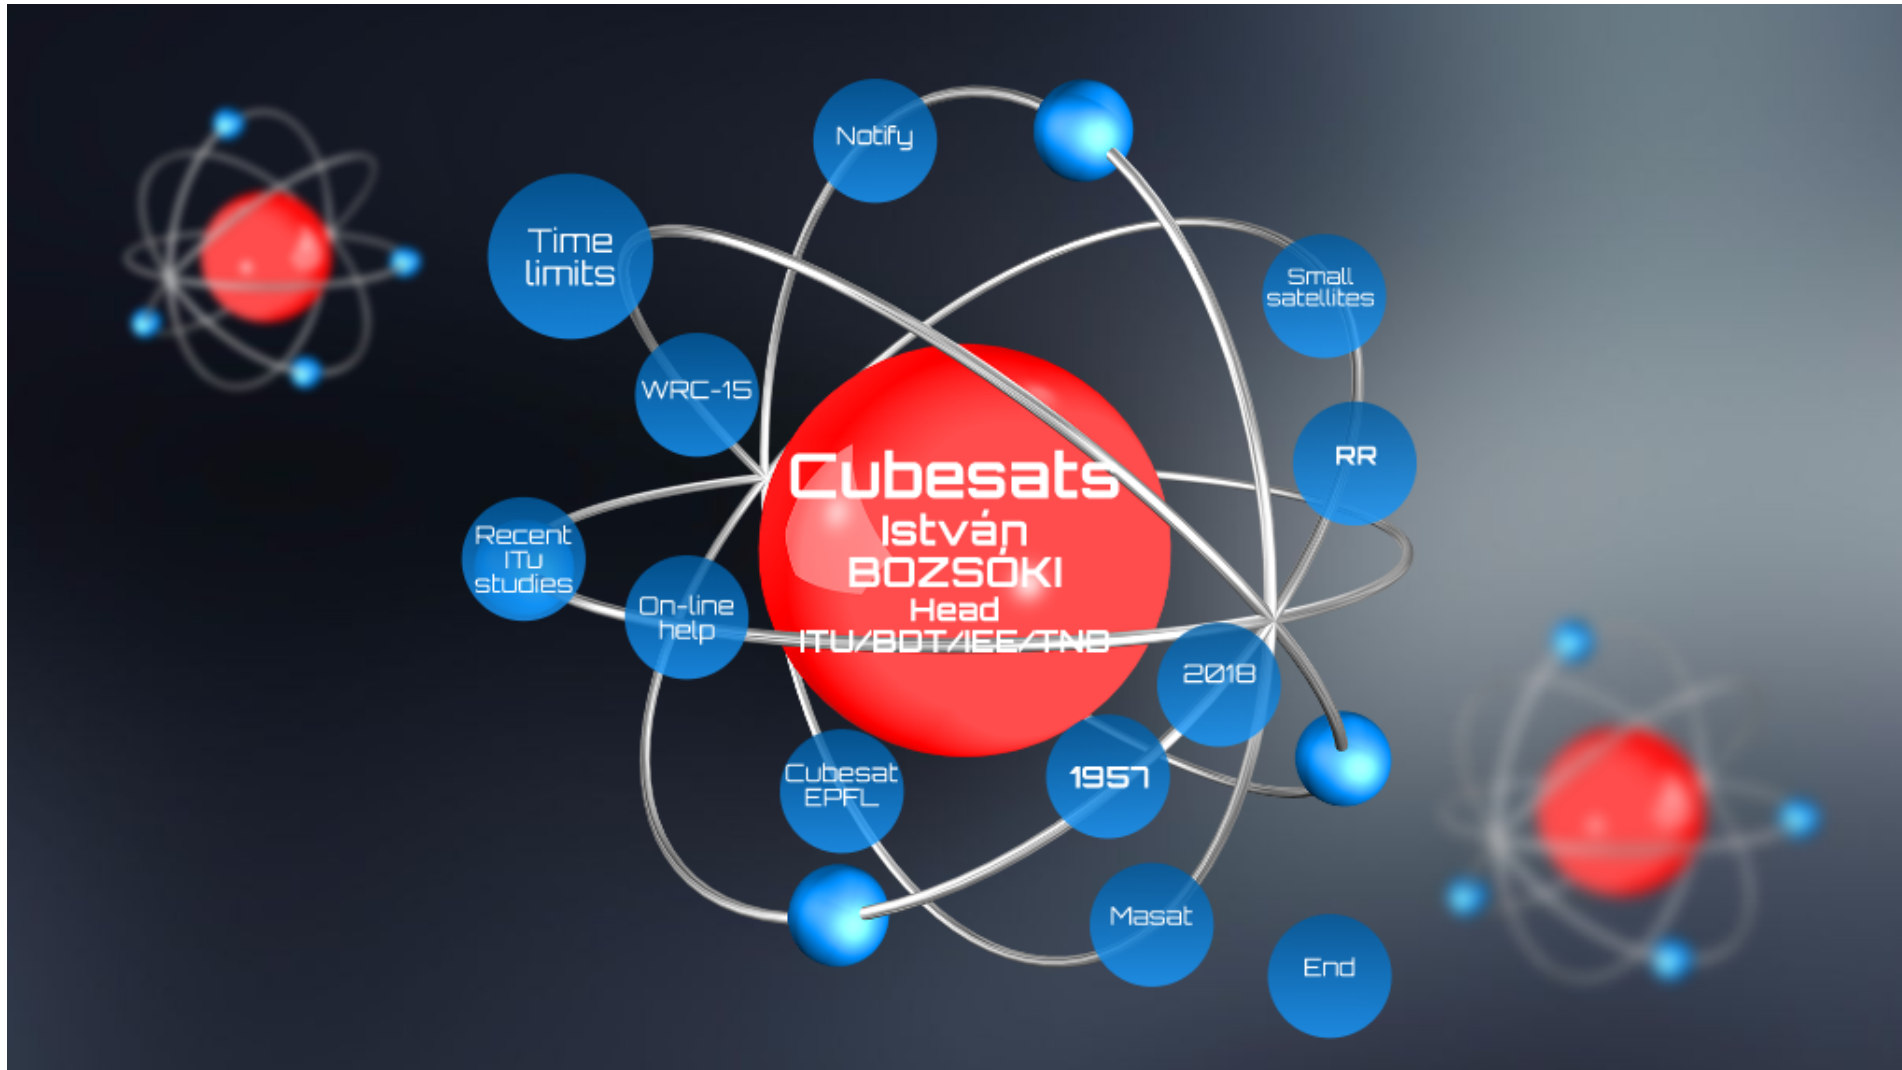 Notify
Time
limits
Small
satellites
WRC-15
RR
Cubesats
István
BOZSÓKI
Head
ITU/BDT/IEE/TNB
Recent
ITu
studies
On-line
help
2018
1957
Cubesat
EPFL
Masat
End